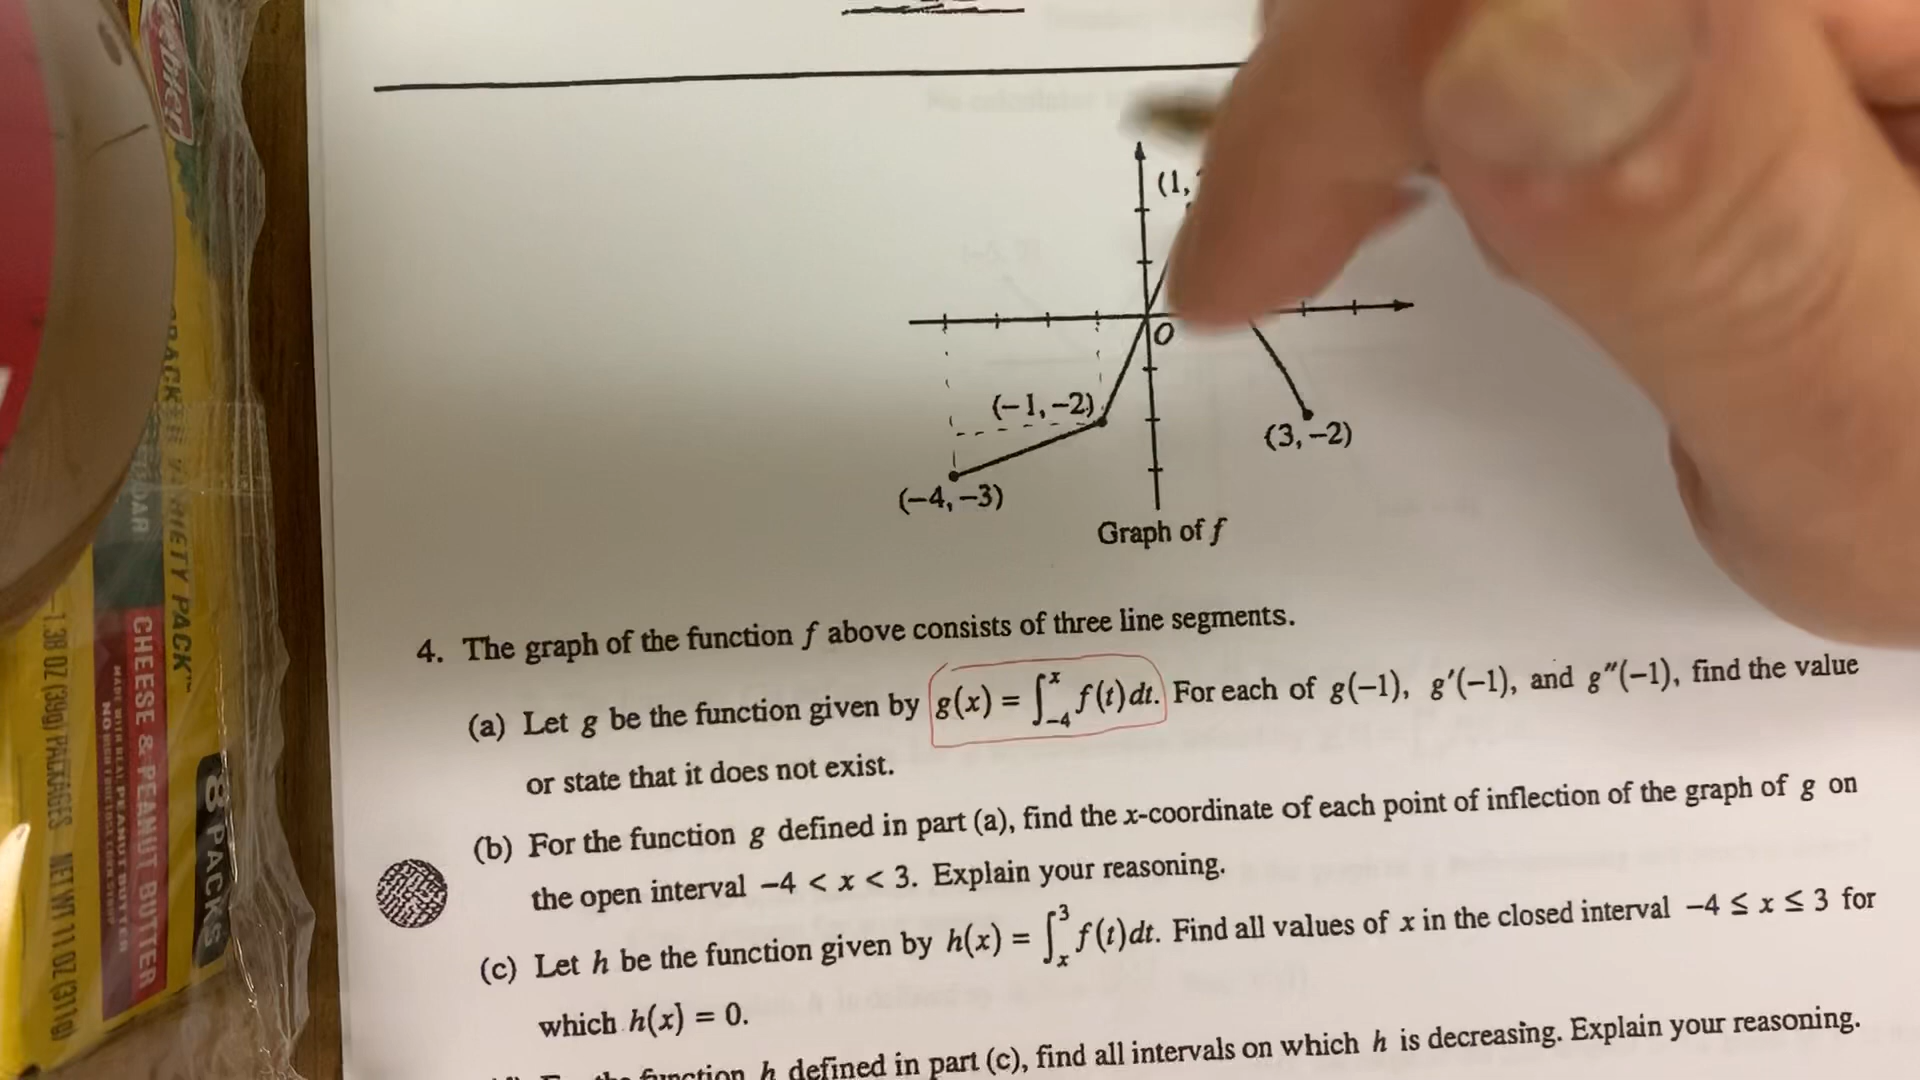 (1,
O
(-1,-2)
(3,-2)
(-4,-3)
Graph of f
4. The graph of the function f above consists of three line segments.
(a) Let g be the function given by g(x) = ∫_{-4}^{x} f(t)dt. For each of g(-1), g'(-1), and g"(-1), find the value
or state that it does not exist.
(b) For the function g defined in part (a), find the x-coordinate of each point of inflection of the graph of g on
the open interval -4 < x < 3. Explain your reasoning.
(c) Let h be the function given by h(x) = ∫_{x}^{3} f(t)dt. Find all values of x in the closed interval -4 ≤ x ≤ 3 for
which h(x) = 0.
function h defined in part (c), find all intervals on which h is decreasing. Explain your reasoning.
VARIETY PACK™
CHEESE & PEANUT BUTTER
MADE WITH REAL PEANUT BUTTER
8 PACKS
1.38 OZ (39g) PACKAGES NET WT 11 OZ (311g)